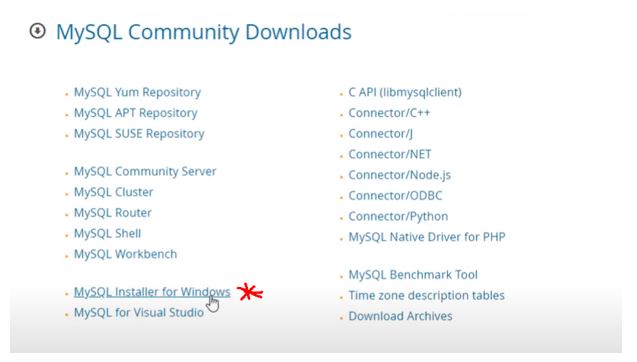 MySQL Community Downloads
MySQL Yum Repository
MySQL APT Repository
MySQL SUSE Repository
MySQL Community Server
MySQL Cluster
MySQL Router
MySQL Shell
MySQL Workbench
MySQL Installer for Windows
MySQL for Visual Studio
C API (libmysqlclient)
Connector/C++
Connector/J
Connector/NET
Connector/Node.js
Connector/ODBC
Connector/Python
MySQL Native Driver for PHP
MySQL Benchmark Tool
Time zone description tables
Download Archives